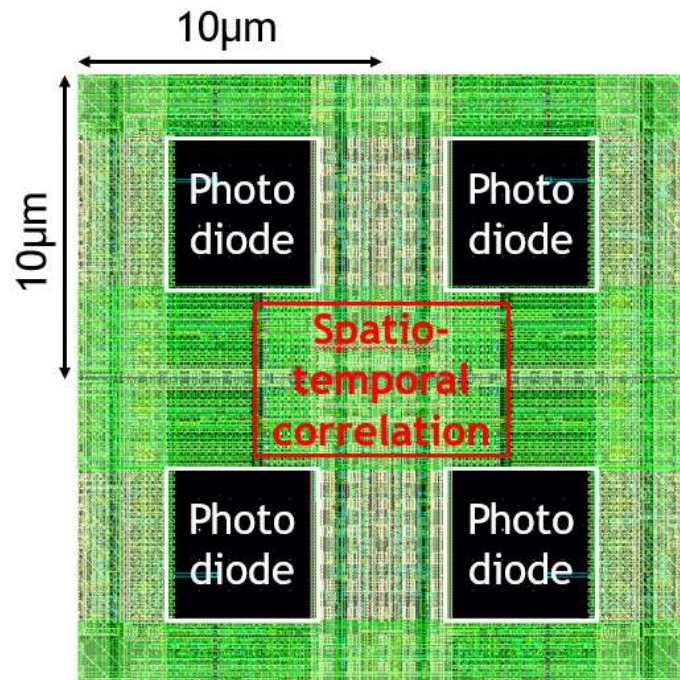 10µm
10µm
Photo
diode
Photo
diode
Spatio-
temporal
correlation
Photo
diode
Photo
diode